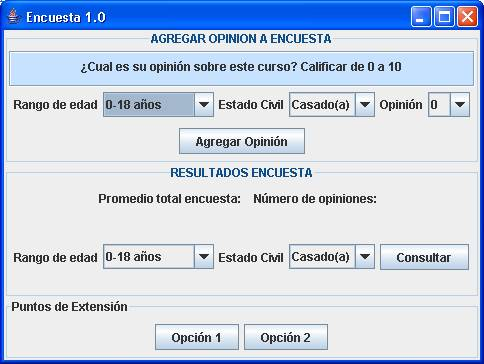 Encuesta 1.0
AGREGAR OPINION A ENCUESTA
¿Cual es su opinión sobre este curso? Calificar de 0 a 10
Rango de edad 0-18 años Estado Civil Casado(a) Opinión 0
Agregar Opinión
RESULTADOS ENCUESTA
Promedio total encuesta: Número de opiniones:
Rango de edad 0-18 años Estado Civil Casado(a) Consultar
Puntos de Extensión
Opción 1 Opción 2